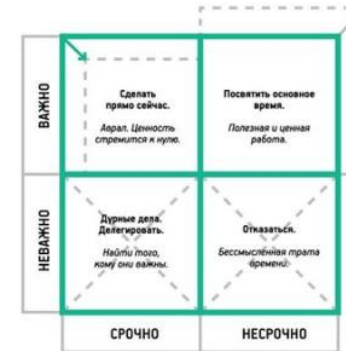 ВАЖНО
Сделать
прямо сейчас.
Аврал. Ценность
стремится к нулю.
Посвятить основное
время.
Полезная и ценная
работа.
НЕВАЖНО
Дурные дела.
Делегировать.
Найти того,
кому они важны.
Отказаться.
Бессмысленная трата
времени.
СРОЧНО
НЕСРОЧНО